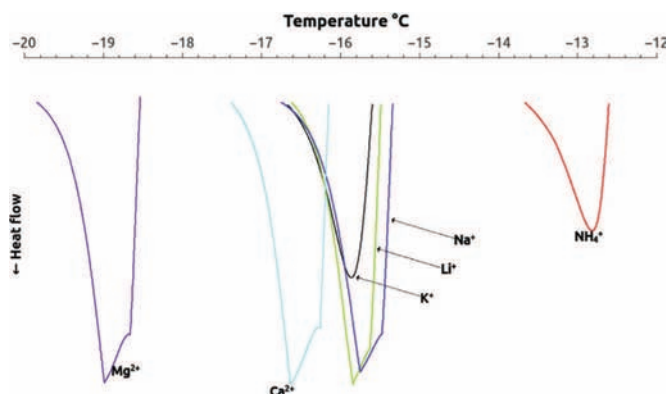 Temperature °C
−20 −19 −18 −17 −16 −15 −14 −13 −12
← Heat flow
Na⁺
NH₄⁺
Li⁺
K⁺
Mg²⁺
Ca²⁺